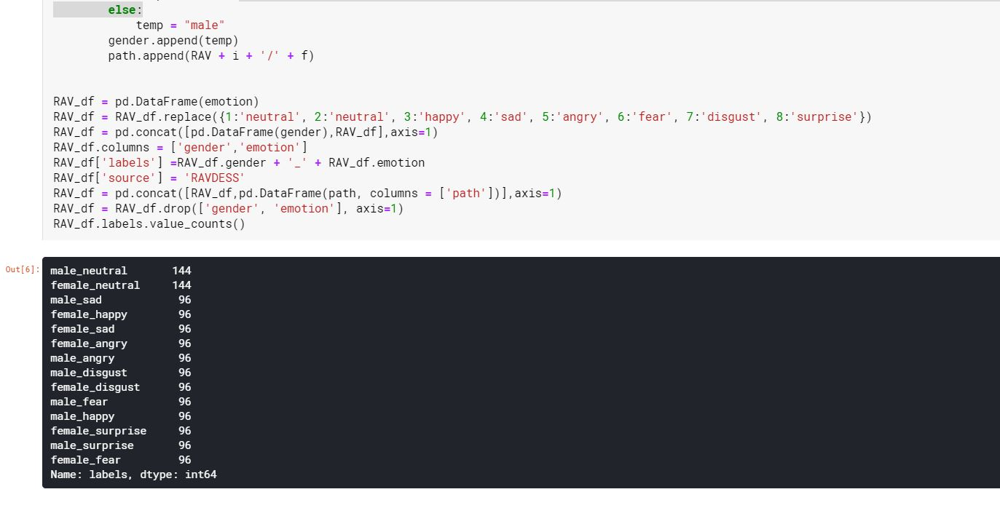 else:
temp = "male"
gender.append(temp)
path.append(RAV + i + '/' + f)
RAV_df = pd.DataFrame(emotion)
RAV_df = RAV_df.replace({1:'neutral', 2:'neutral', 3:'happy', 4:'sad', 5:'angry', 6:'fear', 7:'disgust', 8:'surprise'})
RAV_df = pd.concat([pd.DataFrame(gender),RAV_df],axis=1)
RAV_df.columns = ['gender','emotion']
RAV_df['labels'] =RAV_df.gender + '_' + RAV_df.emotion
RAV_df['source'] = 'RAVDESS'
RAV_df = pd.concat([RAV_df,pd.DataFrame(path, columns = ['path'])],axis=1)
RAV_df = RAV_df.drop(['gender', 'emotion'], axis=1)
RAV_df.labels.value_counts()
Out[6]:
male_neutral 144
female_neutral 144
male_sad 96
female_happy 96
female_sad 96
female_angry 96
male_angry 96
male_disgust 96
female_disgust 96
male_fear 96
male_happy 96
female_surprise 96
male_surprise 96
female_fear 96
Name: labels, dtype: int64